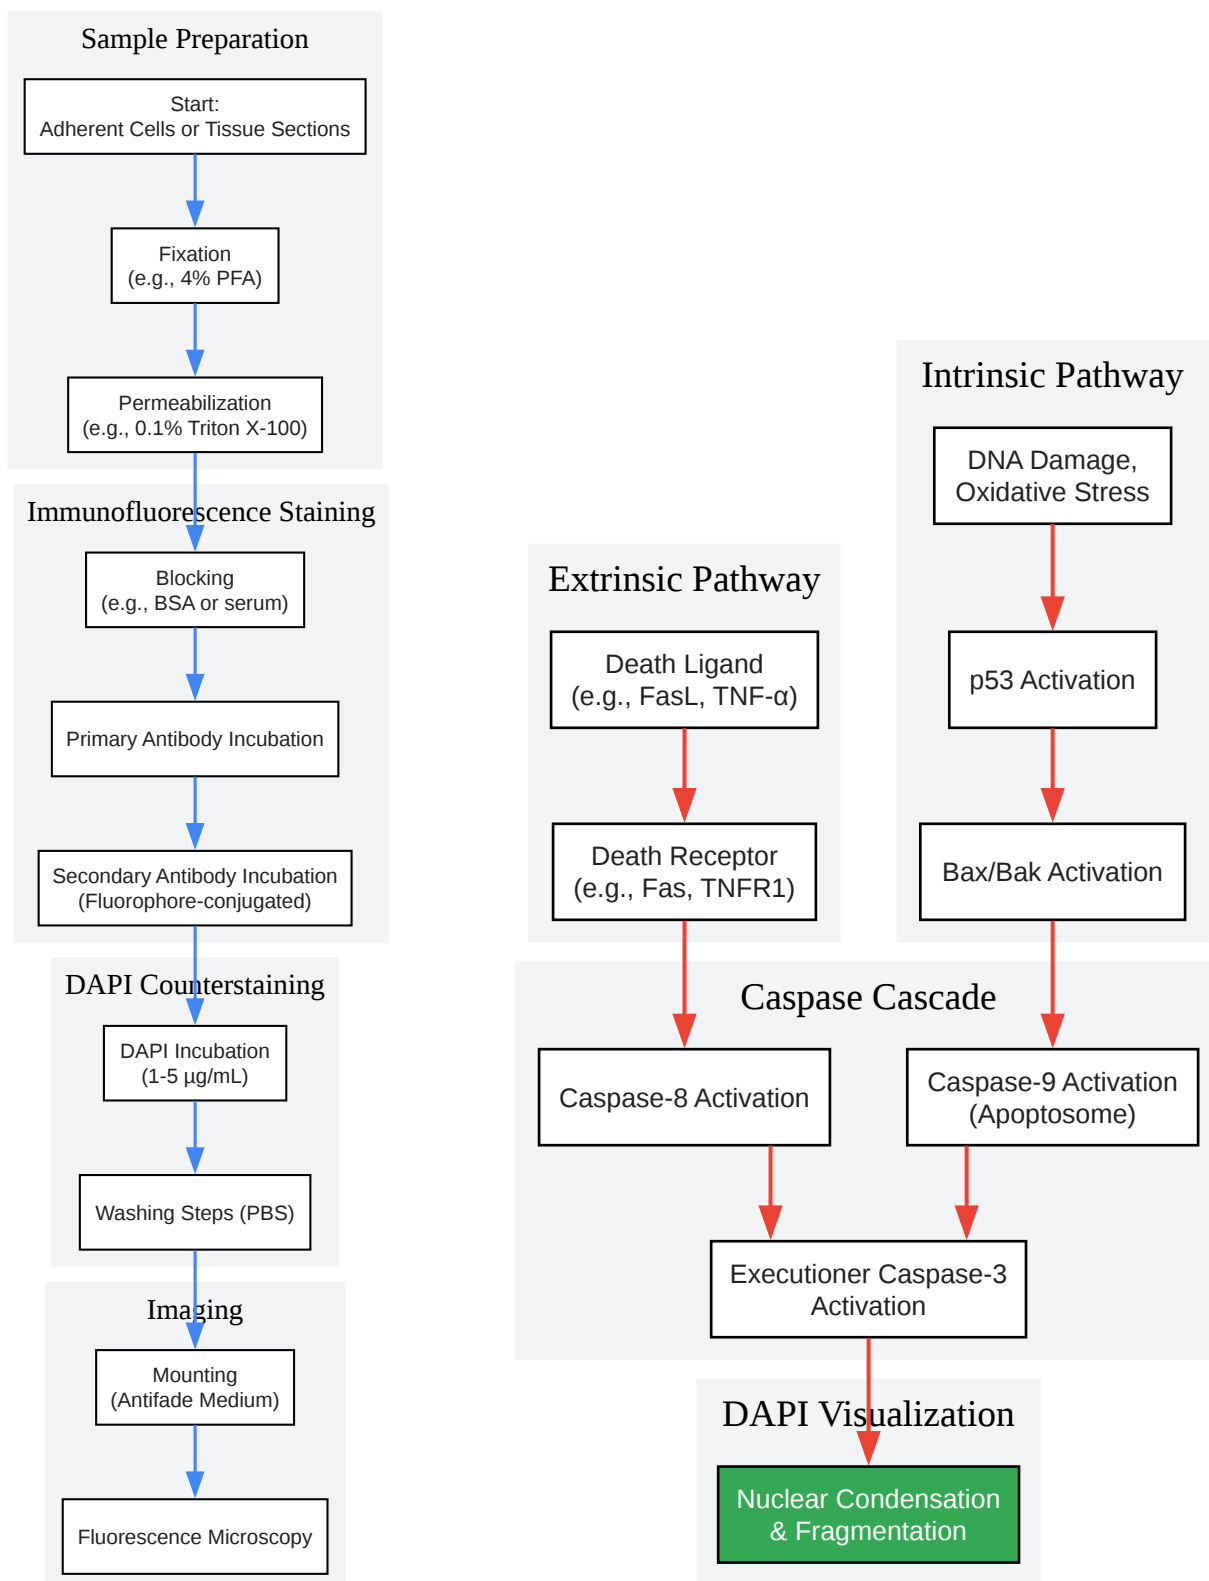 Sample Preparation
Start:
Adherent Cells or Tissue Sections
Fixation
(e.g., 4% PFA)
Permeabilization
(e.g., 0.1% Triton X-100)
Immunofluorescence Staining
Blocking
(e.g., BSA or serum)
Primary Antibody Incubation
Secondary Antibody Incubation
(Fluorophore-conjugated)
DAPI Counterstaining
DAPI Incubation
(1-5 µg/mL)
Washing Steps (PBS)
Imaging
Mounting
(Antifade Medium)
Fluorescence Microscopy
Extrinsic Pathway
Death Ligand
(e.g., FasL, TNF-α)
Death Receptor
(e.g., Fas, TNFR1)
Intrinsic Pathway
DNA Damage,
Oxidative Stress
p53 Activation
Bax/Bak Activation
Caspase Cascade
Caspase-8 Activation
Caspase-9 Activation
(Apoptosome)
Executioner Caspase-3
Activation
DAPI Visualization
Nuclear Condensation
& Fragmentation